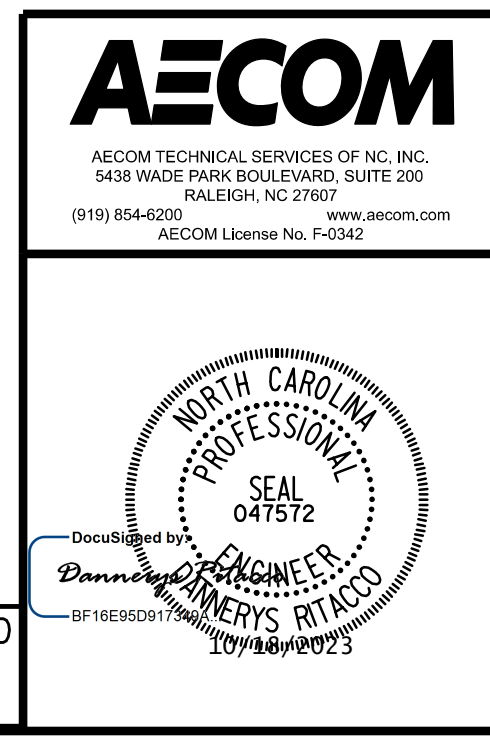 AECOM
AECOM TECHNICAL SERVICES OF NC, INC.
5438 WADE PARK BOULEVARD, SUITE 200
RALEIGH, NC 27607
(919) 854-6200 www.aecom.com
AECOM License No. F-0342
NORTH CAROLINA
PROFESSIONAL
SEAL
047572
ENGINEER
DANNERYS RITACCO
DocuSigned by:
Dannerys Ritacco
BF16E95D917349A...
10/18/2023